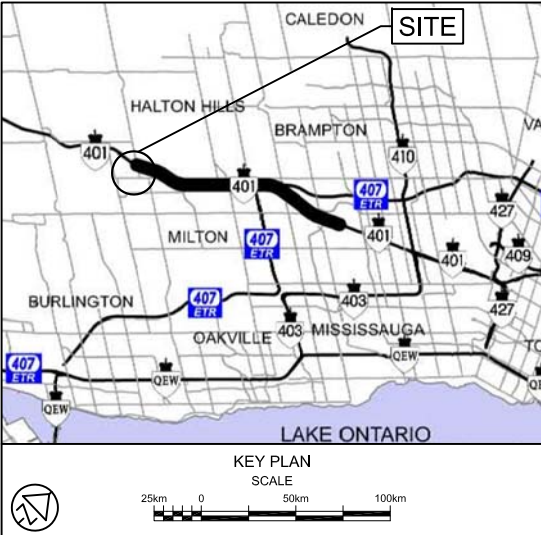 CALEDON
SITE
HALTON HILLS
BRAMPTON
VA
401
410
401
407
ETR
427
MILTON
407
ETR
401
401
409
BURLINGTON
407
ETR
403
427
OAKVILLE
403
MISSISSAUGA
TO
407
ETR
QEW
QEW
QEW
LAKE ONTARIO
KEY PLAN
SCALE
25km 0 50km 100km
N